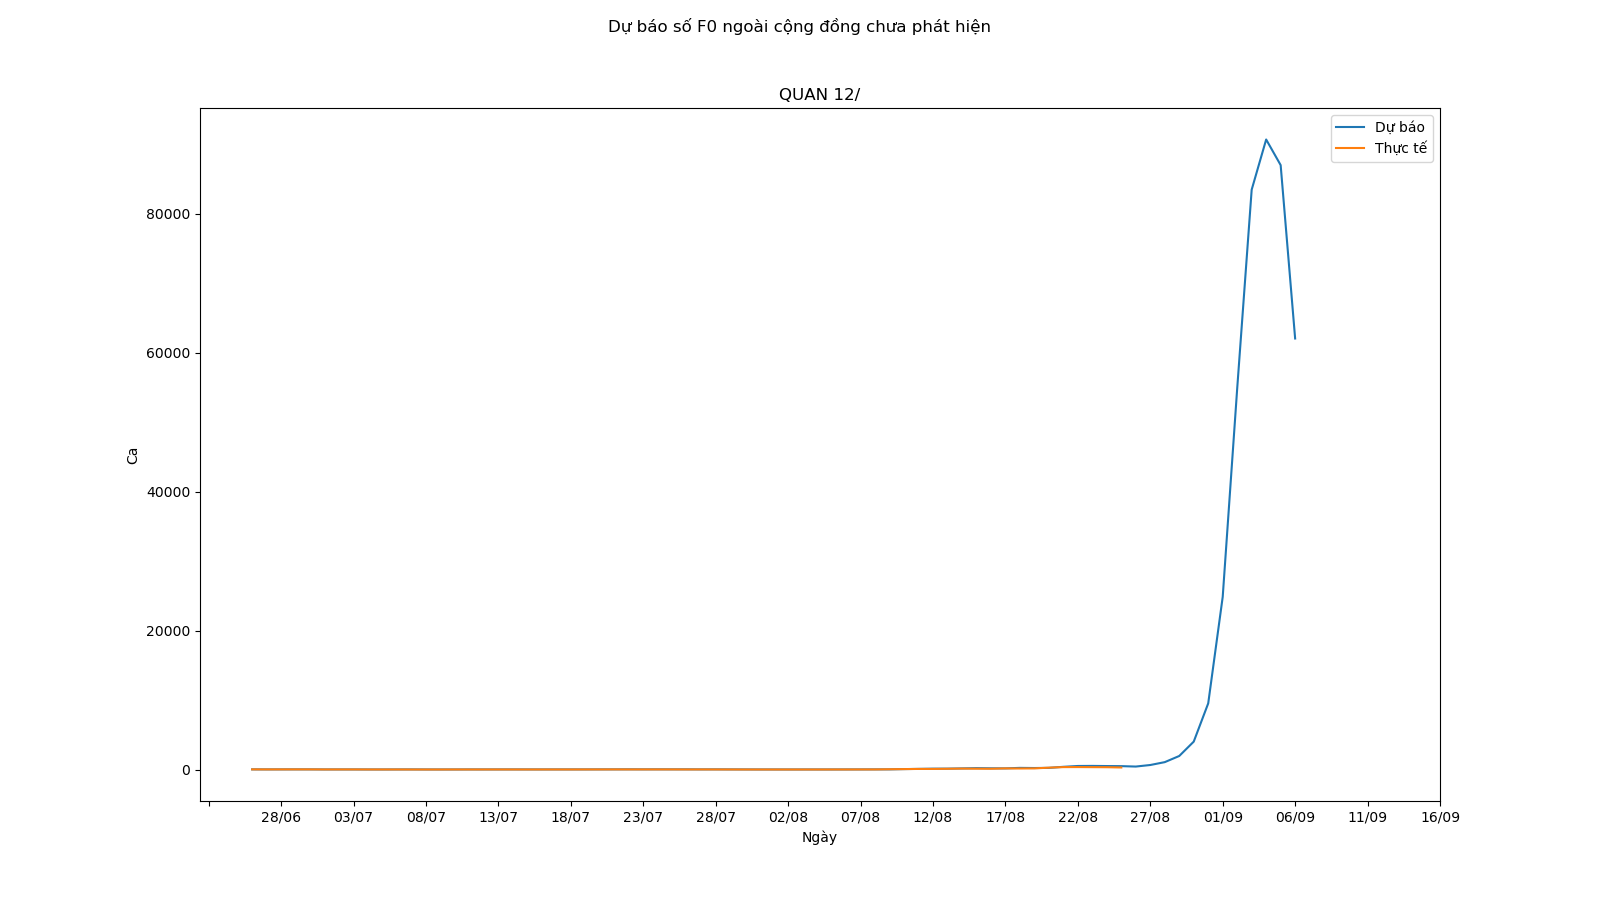 Dự báo số F0 ngoài cộng đồng chưa phát hiện
QUAN 12/
Dự báo
Thực tế
80000
60000
40000
20000
0
Ca
28/06 03/07 08/07 13/07 18/07 23/07 28/07 02/08 07/08 12/08 17/08 22/08 27/08 01/09 06/09 11/09 16/09
Ngày